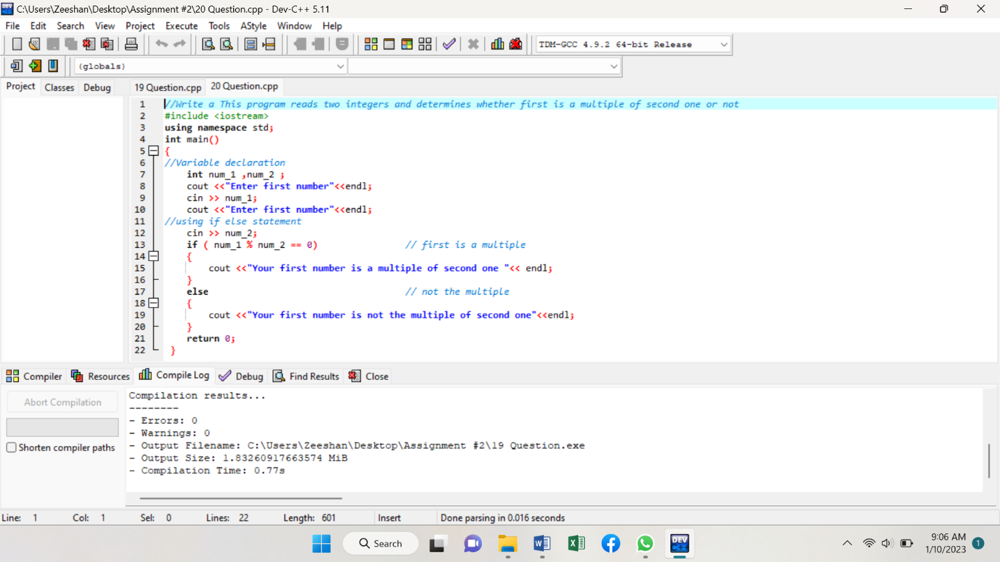 C:\Users\Zeeshan\Desktop\Assignment #2\20 Question.cpp - Dev-C++ 5.11
File Edit Search View Project Execute Tools AStyle Window Help
TDM-GCC 4.9.2 64-bit Release
(globals)
Project Classes Debug 19 Question.cpp 20 Question.cpp
1 //Write a This program reads two integers and determines whether first is a multiple of second one or not
2 #include <iostream>
3 using namespace std;
4 int main()
5 {
6 //Variable declaration
7 int num_1 ,num_2 ;
8 cout <<"Enter first number"<<endl;
9 cin >> num_1;
10 cout <<"Enter first number"<<endl;
11 //using if else statement
12 cin >> num_2;
13 if ( num_1 % num_2 == 0) // first is a multiple
14 {
15 cout <<"Your first number is a multiple of second one "<< endl;
16 }
17 else // not the multiple
18 {
19 cout <<"Your first number is not the multiple of second one"<<endl;
20 }
21 return 0;
22 }
Compiler Resources Compile Log Debug Find Results Close
Abort Compilation
Shorten compiler paths
Compilation results...
--------
- Errors: 0
- Warnings: 0
- Output Filename: C:\Users\Zeeshan\Desktop\Assignment #2\19 Question.exe
- Output Size: 1.83260917663574 MiB
- Compilation Time: 0.77s
Line: 1 Col: 1 Sel: 0 Lines: 22 Length: 601 Insert Done parsing in 0.016 seconds
Search
DEV
9:06 AM
1/10/2023
1